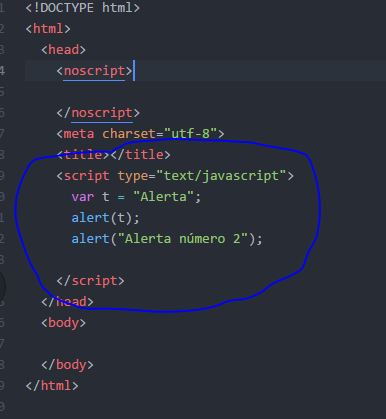 <!DOCTYPE html>
<html>
<head>
<noscript>
</noscript>
<meta charset="utf-8">
<title></title>
<script type="text/javascript">
var t = "Alerta";
alert(t);
alert("Alerta número 2");
</script>
</head>
<body>
</body>
</html>